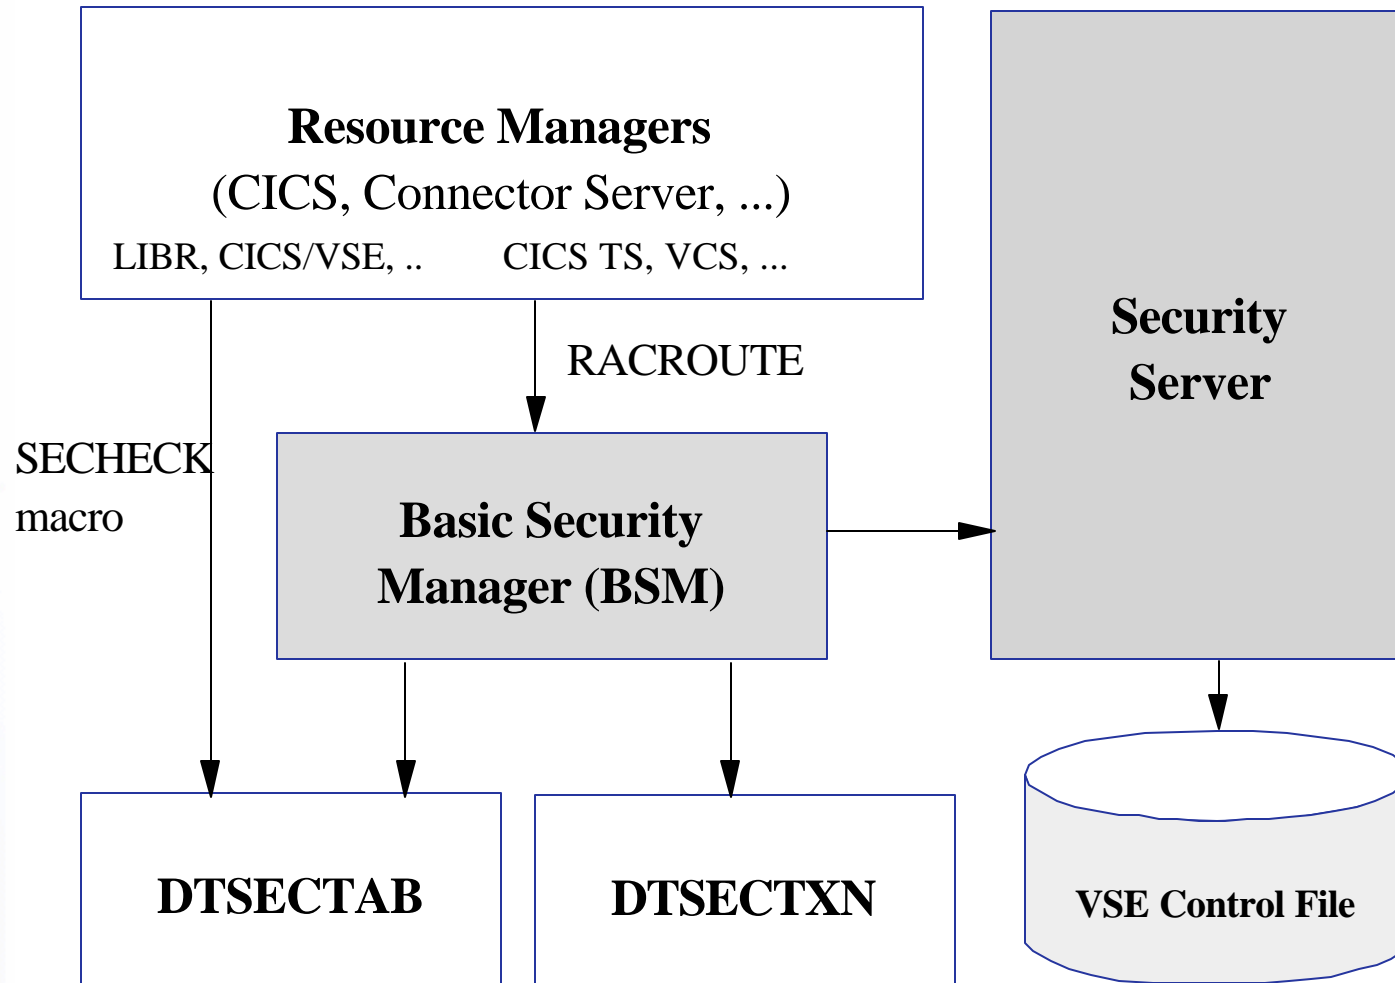 Resource Managers
(CICS, Connector Server, ...)
LIBR, CICS/VSE, ..
CICS TS, VCS, ...
Security
Server
RACROUTE
SECHECK
macro
Basic Security
Manager (BSM)
DTSECTAB
DTSECTXN
VSE Control File